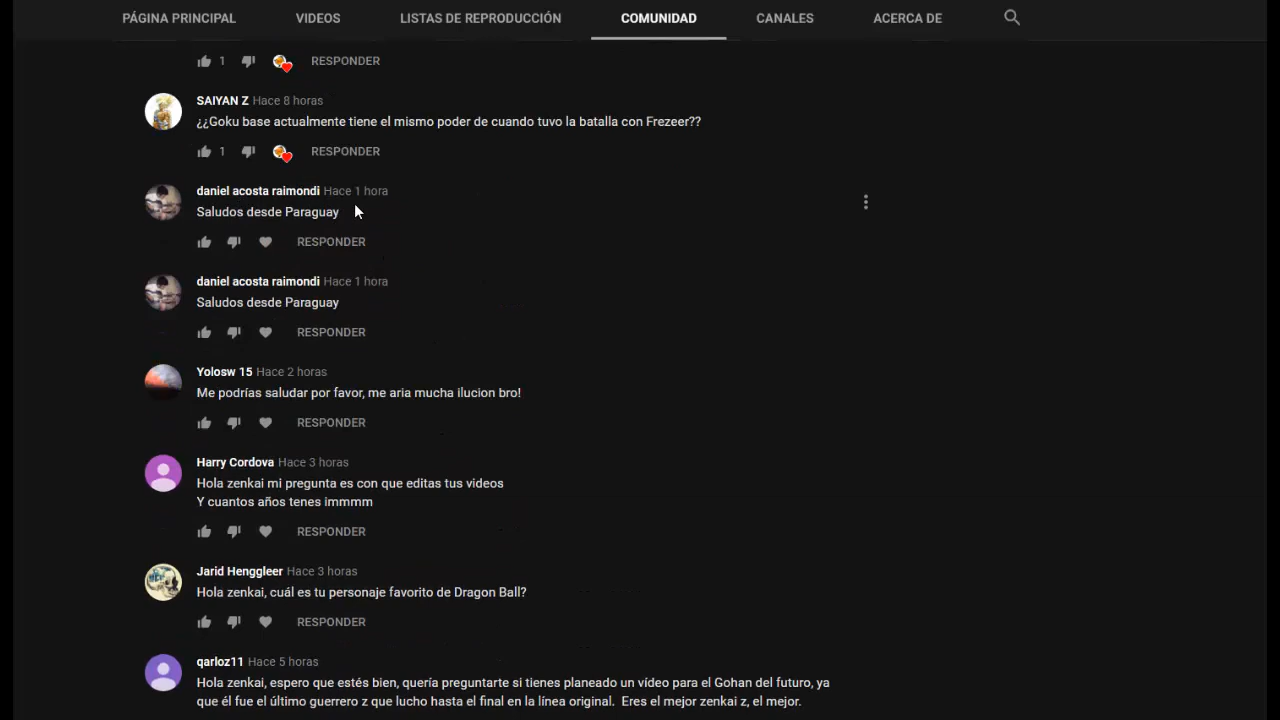 PÁGINA PRINCIPAL VIDEOS LISTAS DE REPRODUCCIÓN COMUNIDAD CANALES ACERCA DE
1 RESPONDER
SAIYAN Z Hace 8 horas
¿¿Goku base actualmente tiene el mismo poder de cuando tuvo la batalla con Frezeer??
1 RESPONDER
daniel acosta raimondi Hace 1 hora
Saludos desde Paraguay
RESPONDER
daniel acosta raimondi Hace 1 hora
Saludos desde Paraguay
RESPONDER
Yolosw 15 Hace 2 horas
Me podrías saludar por favor, me aria mucha ilucion bro!
RESPONDER
Harry Cordova Hace 3 horas
Hola zenkai mi pregunta es con que editas tus videos
Y cuantos años tenes immmm
RESPONDER
Jarid Henggleer Hace 3 horas
Hola zenkai, cuál es tu personaje favorito de Dragon Ball?
RESPONDER
qarloz11 Hace 5 horas
Hola zenkai, espero que estés bien, quería preguntarte si tienes planeado un vídeo para el Gohan del futuro, ya
que él fue el último guerrero z que lucho hasta el final en la línea original. Eres el mejor zenkai z, el mejor.